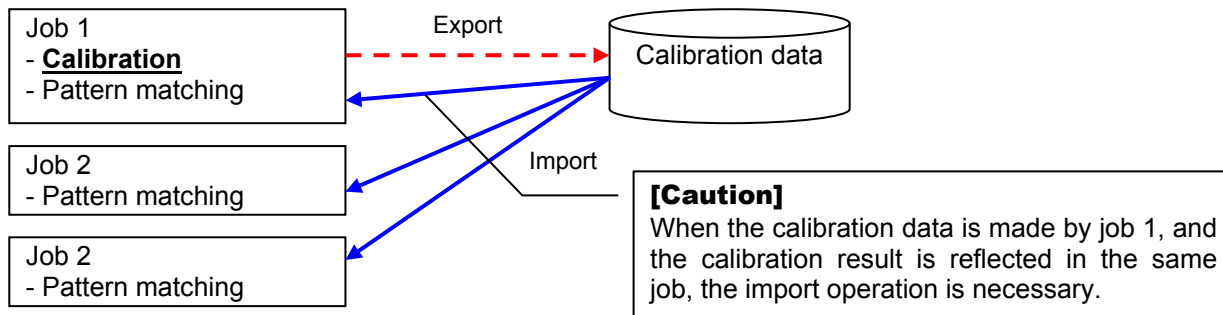 Job 1
- Calibration
- Pattern matching
Export
Calibration data
Job 2
- Pattern matching
Import
Job 2
- Pattern matching
[Caution]
When the calibration data is made by job 1, and
the calibration result is reflected in the same
job, the import operation is necessary.